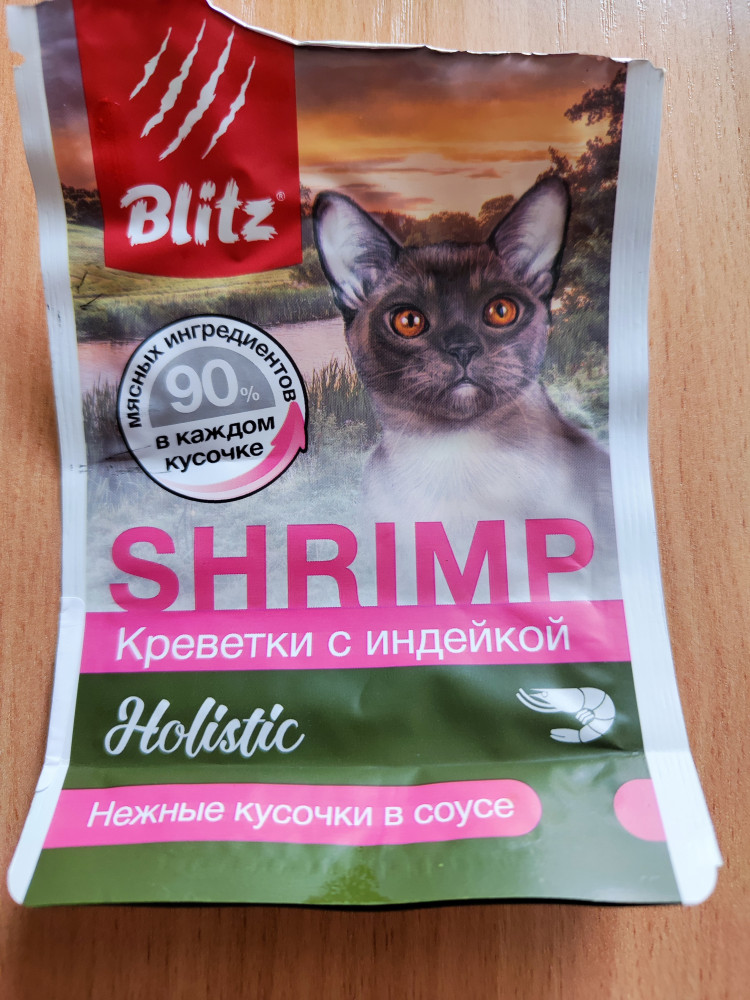 Blitz®
мясных ингредиентов
90%
в каждом
кусочке
SHRIMP
Креветки с индейкой
Holistic
Нежные кусочки в соусе